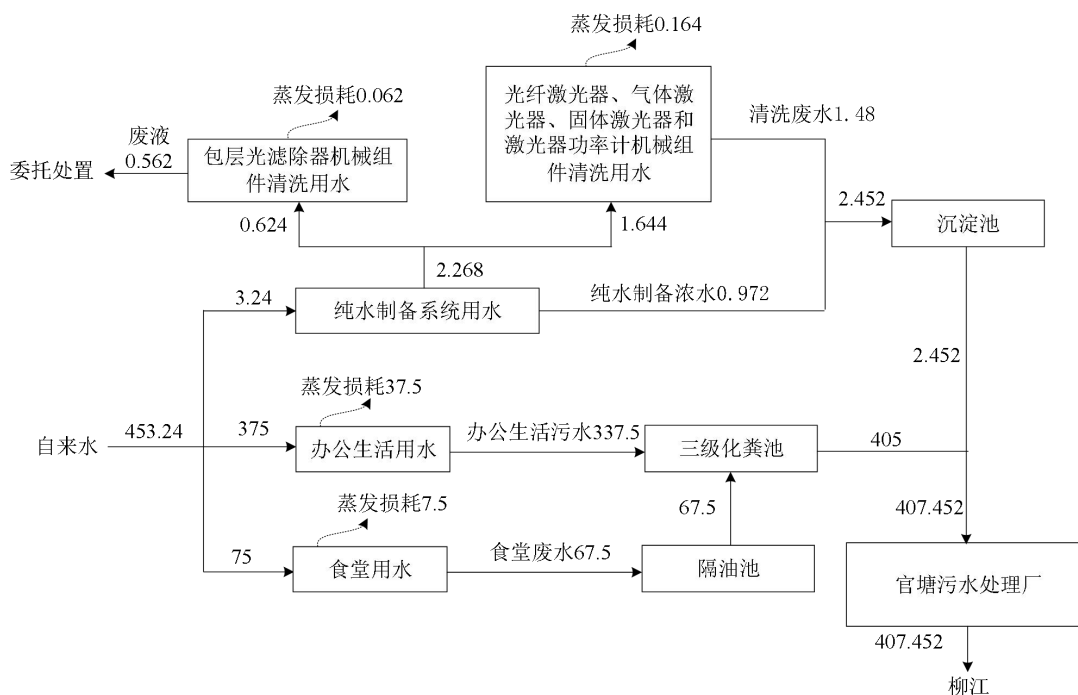 蒸发损耗0.164
光纤激光器、气体激
光器、固体激光器和
激光器功率计机械组
件清洗用水
清洗废水1.48
蒸发损耗0.062
废液
0.562
委托处置
包层光滤除器机械组
件清洗用水
0.624
1.644
2.452
沉淀池
2.268
3.24
纯水制备系统用水
纯水制备浓水0.972
2.452
蒸发损耗37.5
自来水
453.24
375
办公生活用水
办公生活污水337.5
三级化粪池
405
蒸发损耗7.5
67.5
407.452
75
食堂用水
食堂废水67.5
隔油池
官塘污水处理厂
407.452
柳江